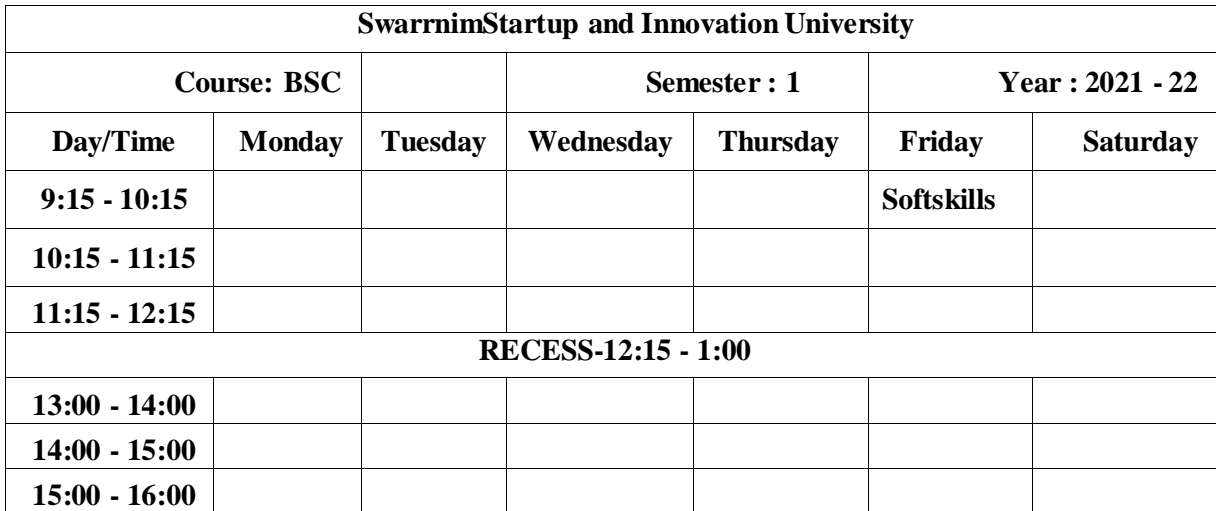 SwarrnimStartup and Innovation University
Course: BSC Semester : 1 Year : 2021 - 22
Day/Time Monday Tuesday Wednesday Thursday Friday Saturday
9:15 - 10:15 Softskills
10:15 - 11:15
11:15 - 12:15
RECESS-12:15 - 1:00
13:00 - 14:00
14:00 - 15:00
15:00 - 16:00